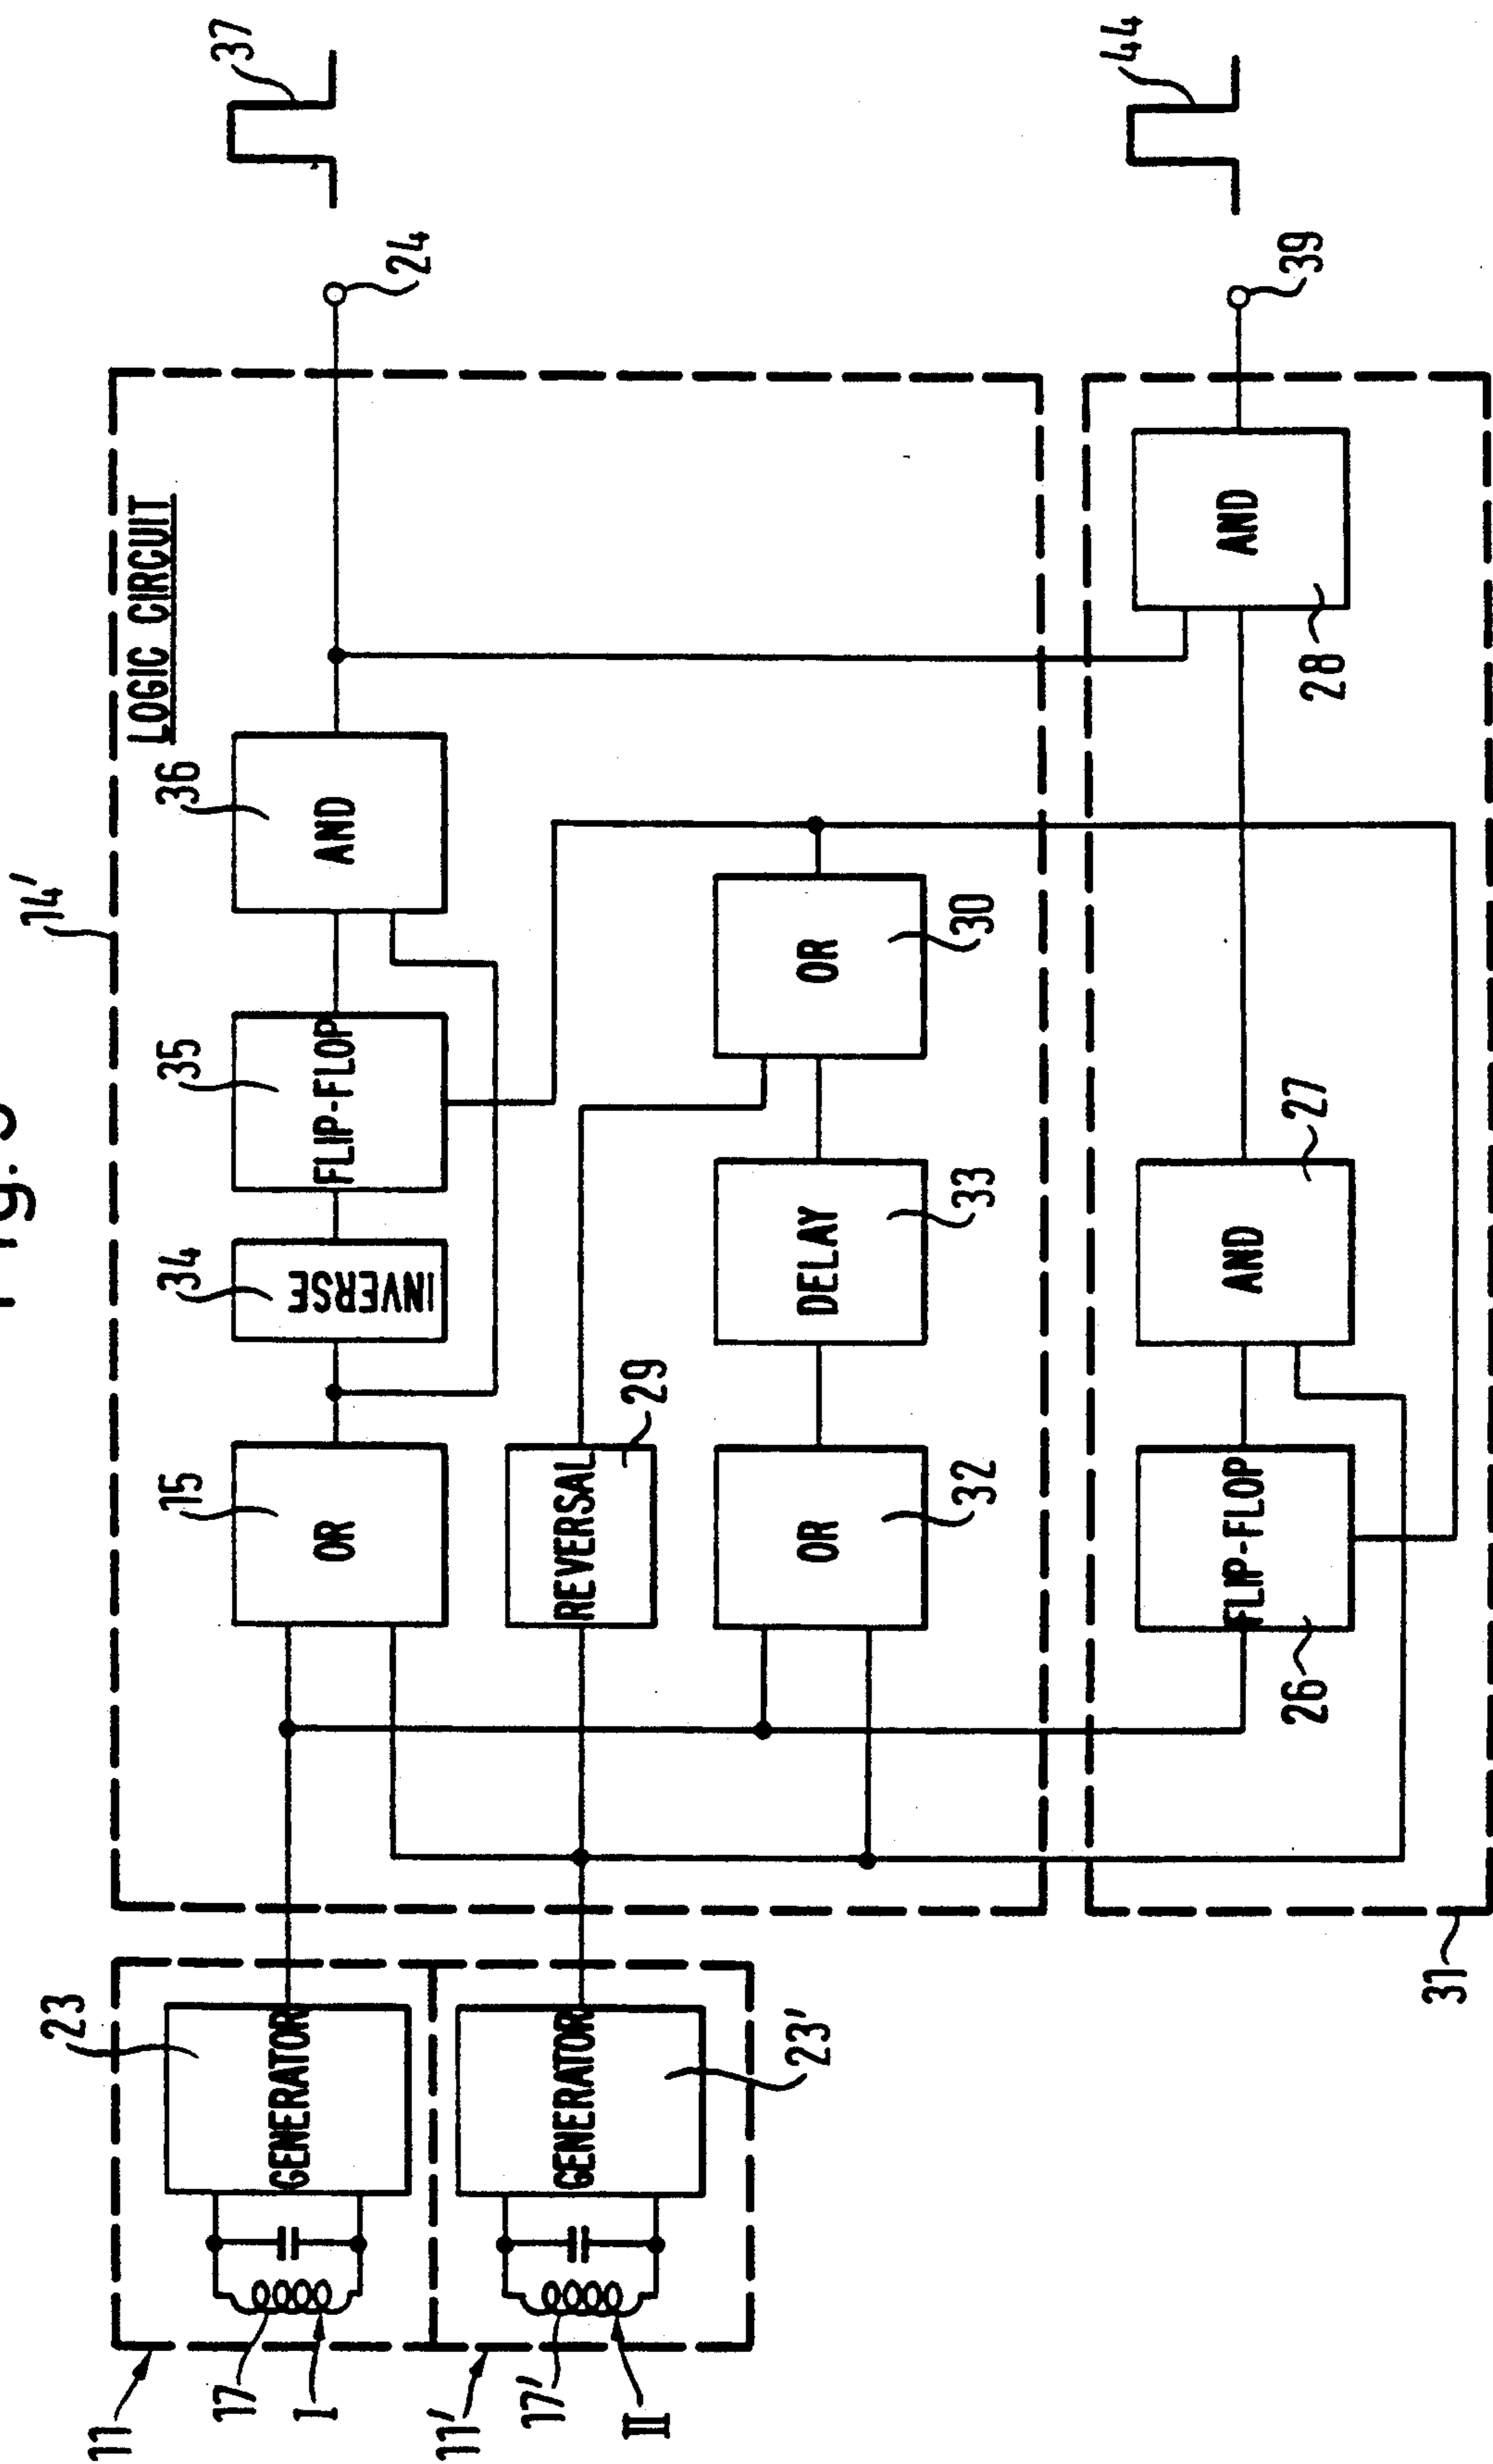 14'
LOGIC CIRCUIT
11
17
I
23
GENERATOR
11'
17'
II
23'
GENERATOR
15
OR
34
INVERSE
35
FLIP-FLOP
36
AND
24
37
REVERSAL
29
OR
32
DELAY
33
OR
30
31
FLIP-FLOP
26
AND
27
AND
28
39
44